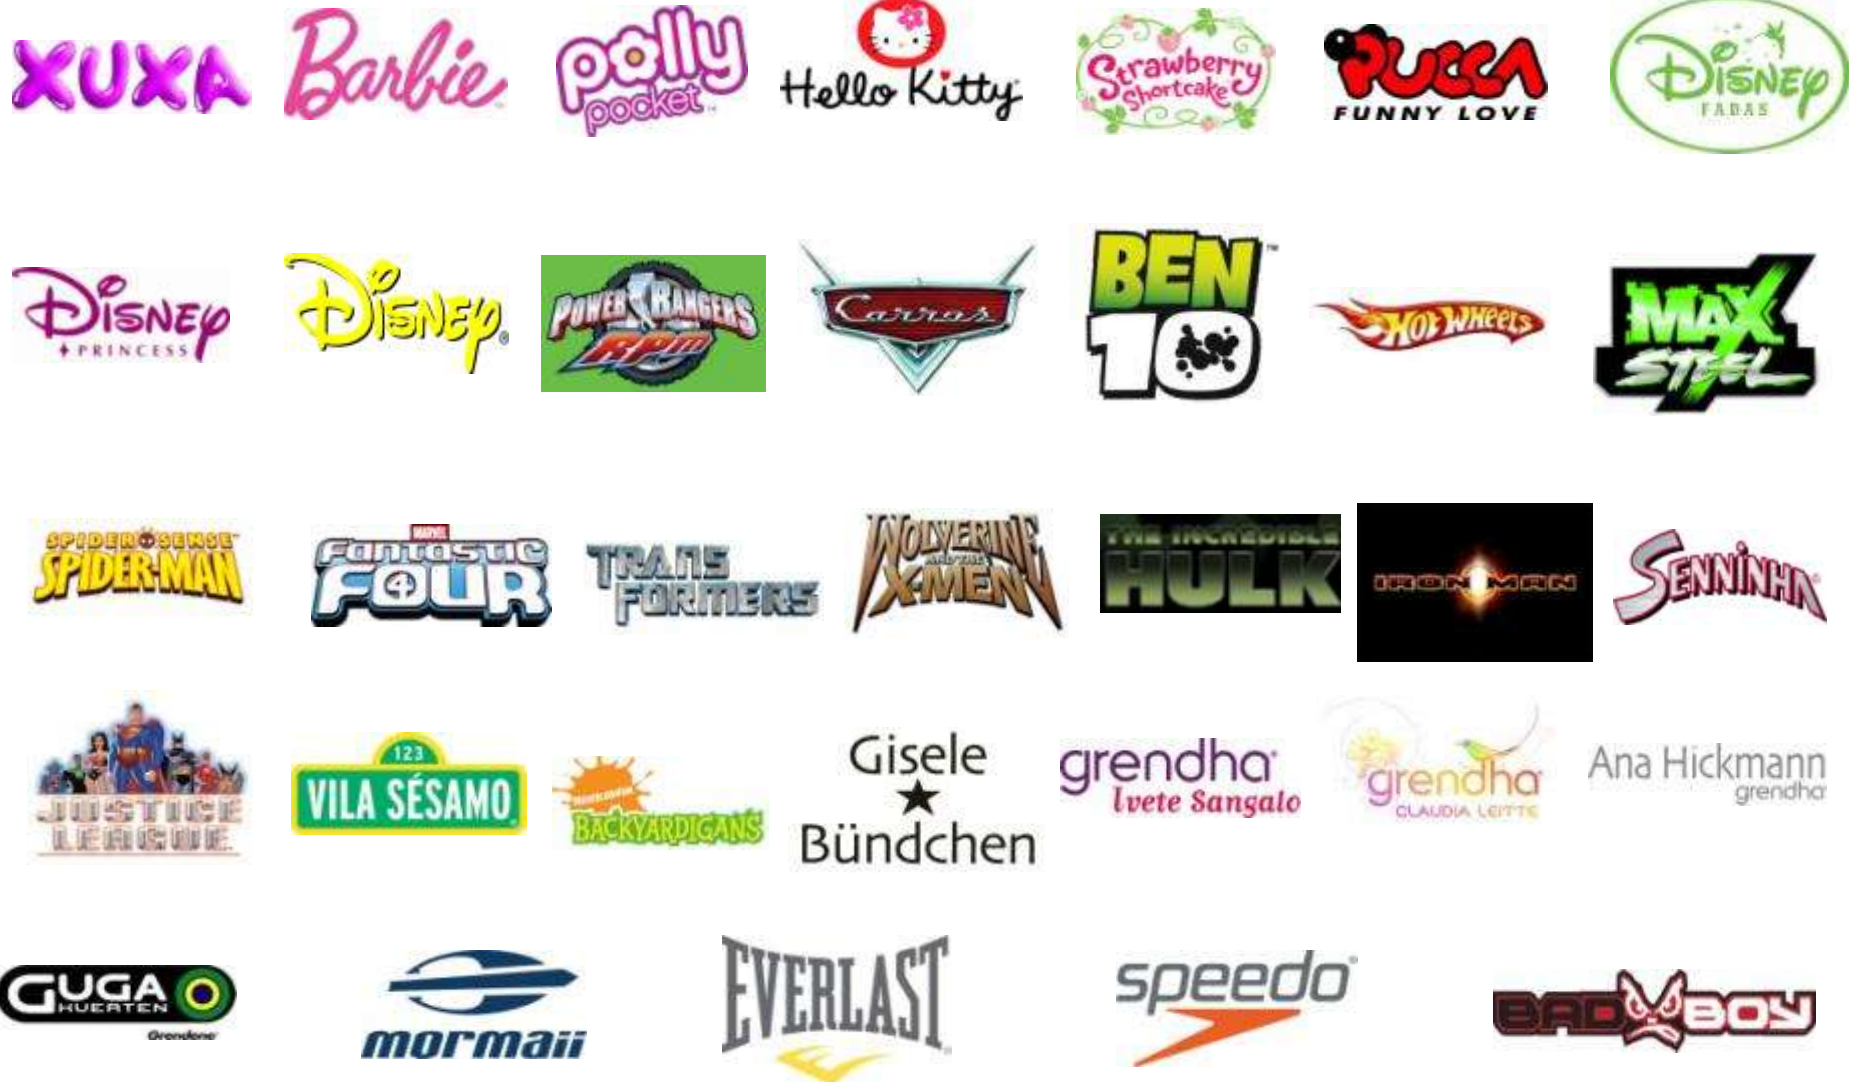 XUXA
Barbie
polly
pocket
Hello Kitty
Strawberry
Shortcake
PUCCA
FUNNY LOVE
DISNEY
FADAS
DISNEY
PRINCESS
DISNEY
POWER RANGERS
RPM
Carros
BEN
10
HOT WHEELS
MAX
STEEL
SPIDER SENSE
SPIDER-MAN
MARVEL
FANTASTIC
FOUR
4
TRANS
FORMERS
WOLVERINE
AND THE
X-MEN
THE INCREDIBLE
HULK
IRON MAN
SENNINHA
JUSTICE
LEAGUE
123
VILA SÉSAMO
NICKELODEON
BACKYARDIGANS
Gisele
Bündchen
grendha
Ivete Sangalo
grendha
CLAUDIA LEITTE
Ana Hickmann
grendha
GUGA
KUERTEN
Grendene
mormaii
EVERLAST
speedo
BAD BOY